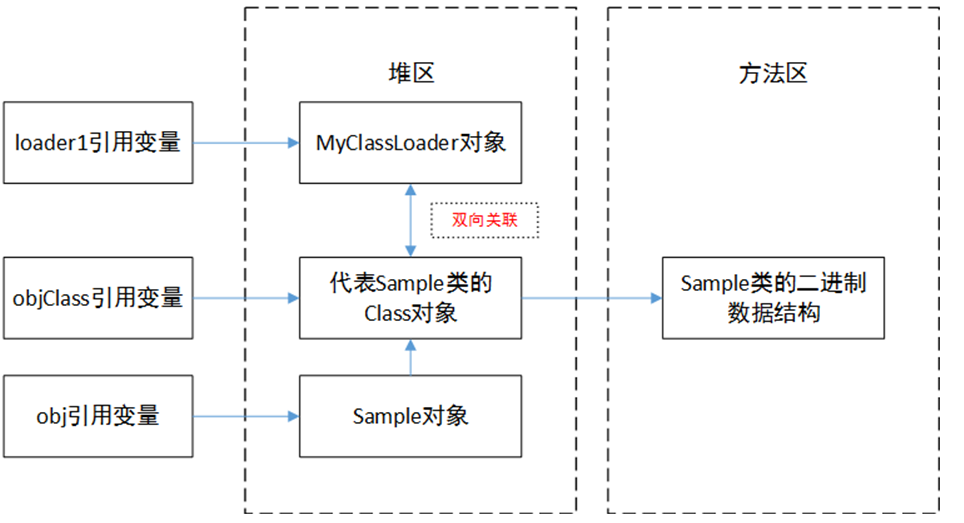 堆区
方法区
loader1引用变量
MyClassLoader对象
双向关联
objClass引用变量
代表Sample类的
Class对象
Sample类的二进制
数据结构
obj引用变量
Sample对象